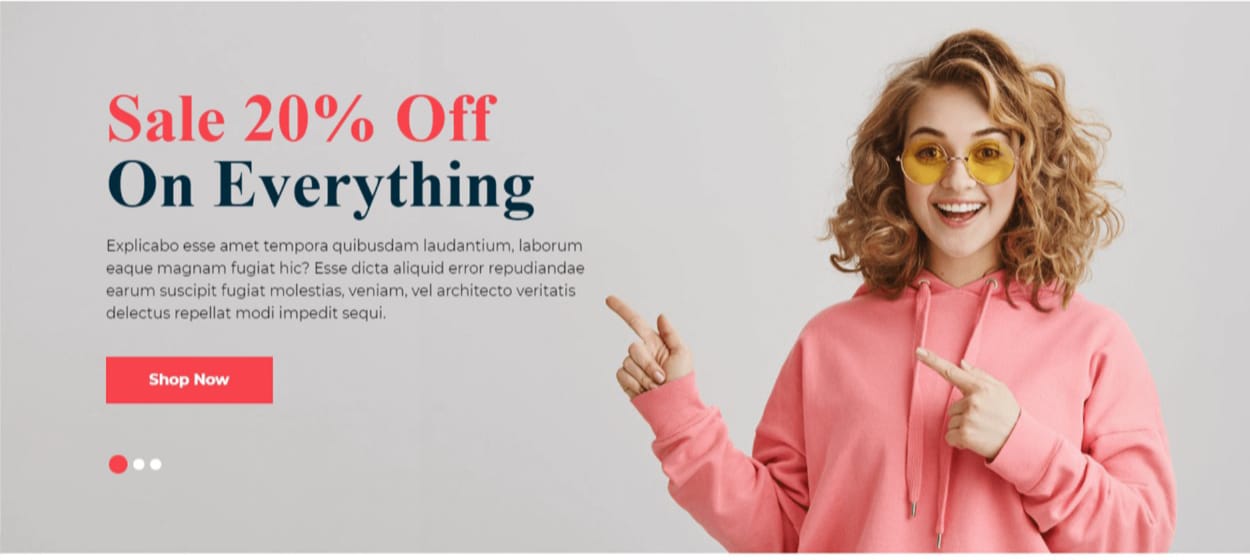 Sale 20% Off
On Everything
Explicabo esse amet tempora quibusdam laudantium, laborum
eaque magnam fugiat hic? Esse dicta aliquid error repudiandae
earum suscipit fugiat molestias, veniam, vel architecto veritatis
delectus repellat modi impedit sequi.
Shop Now